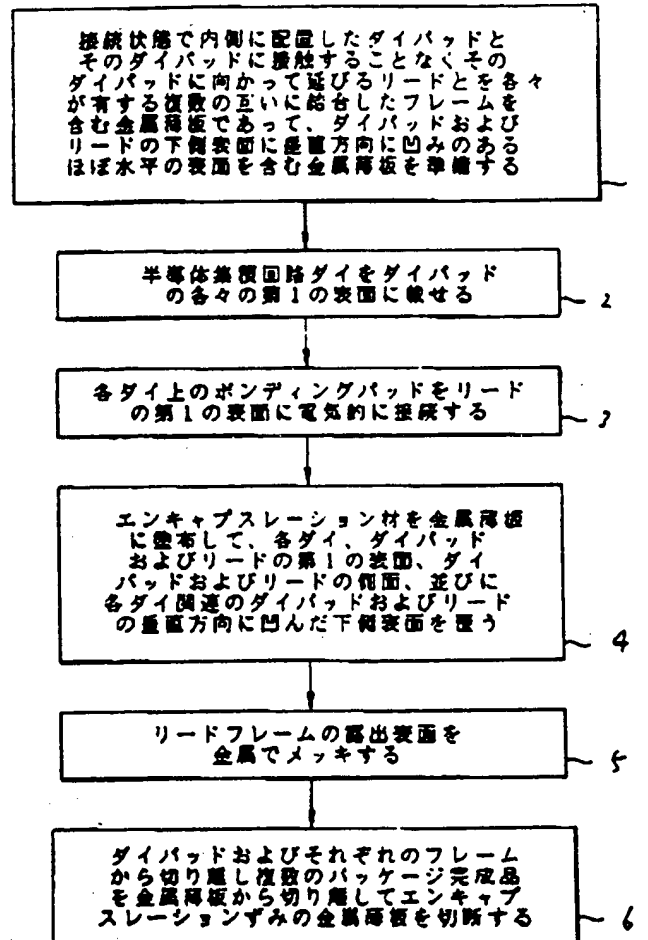 接続状態で内側に配置したダイパッドと
そのダイパッドに接触することなくその
ダイパッドに向かって延びるリードとを各々
が有する複数の互いに結合したフレームを
含む金属薄板であって、ダイパッドおよび
リードの下側表面に垂直方向に凹みのある
ほぼ水平の表面を含む金属薄板を準備する
半導体集積回路ダイをダイパッド
の各々の第1の表面に載せる
2
各ダイ上のボンディングパッドをリード
の第1の表面に電気的に接続する
3
エンキャプスレーション材を金属薄板
に塗布して、各ダイ、ダイパッド
およびリードの第1の表面、ダイ
パッドおよびリードの側面、並びに
各ダイ関連のダイパッドおよびリード
の垂直方向に凹んだ下側表面を覆う
4
リードフレームの露出表面を
金属でメッキする
5
ダイパッドおよびそれぞれのフレーム
から切り離し複数のパッケージ完成品
を金属薄板から切り離してエンキャプ
スレーションずみの金属薄板を切断する
6